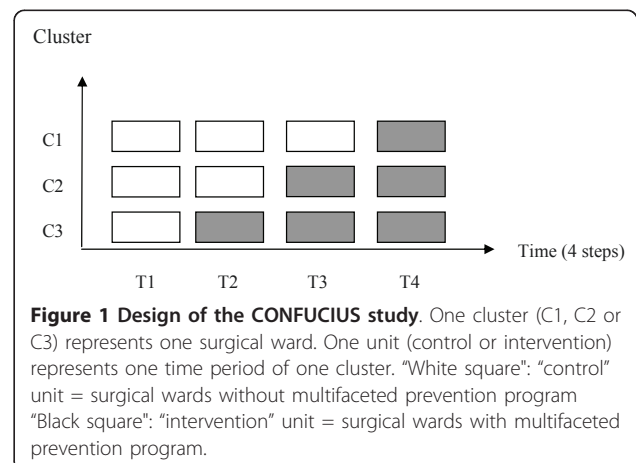 Cluster
C1
C2
C3
Time (4 steps)
T1 T2 T3 T4
Figure 1 Design of the CONFUCIUS study. One cluster (C1, C2 or
C3) represents one surgical ward. One unit (control or intervention)
represents one time period of one cluster. “White square": “control”
unit = surgical wards without multifaceted prevention program
“Black square": “intervention” unit = surgical wards with multifaceted
prevention program.